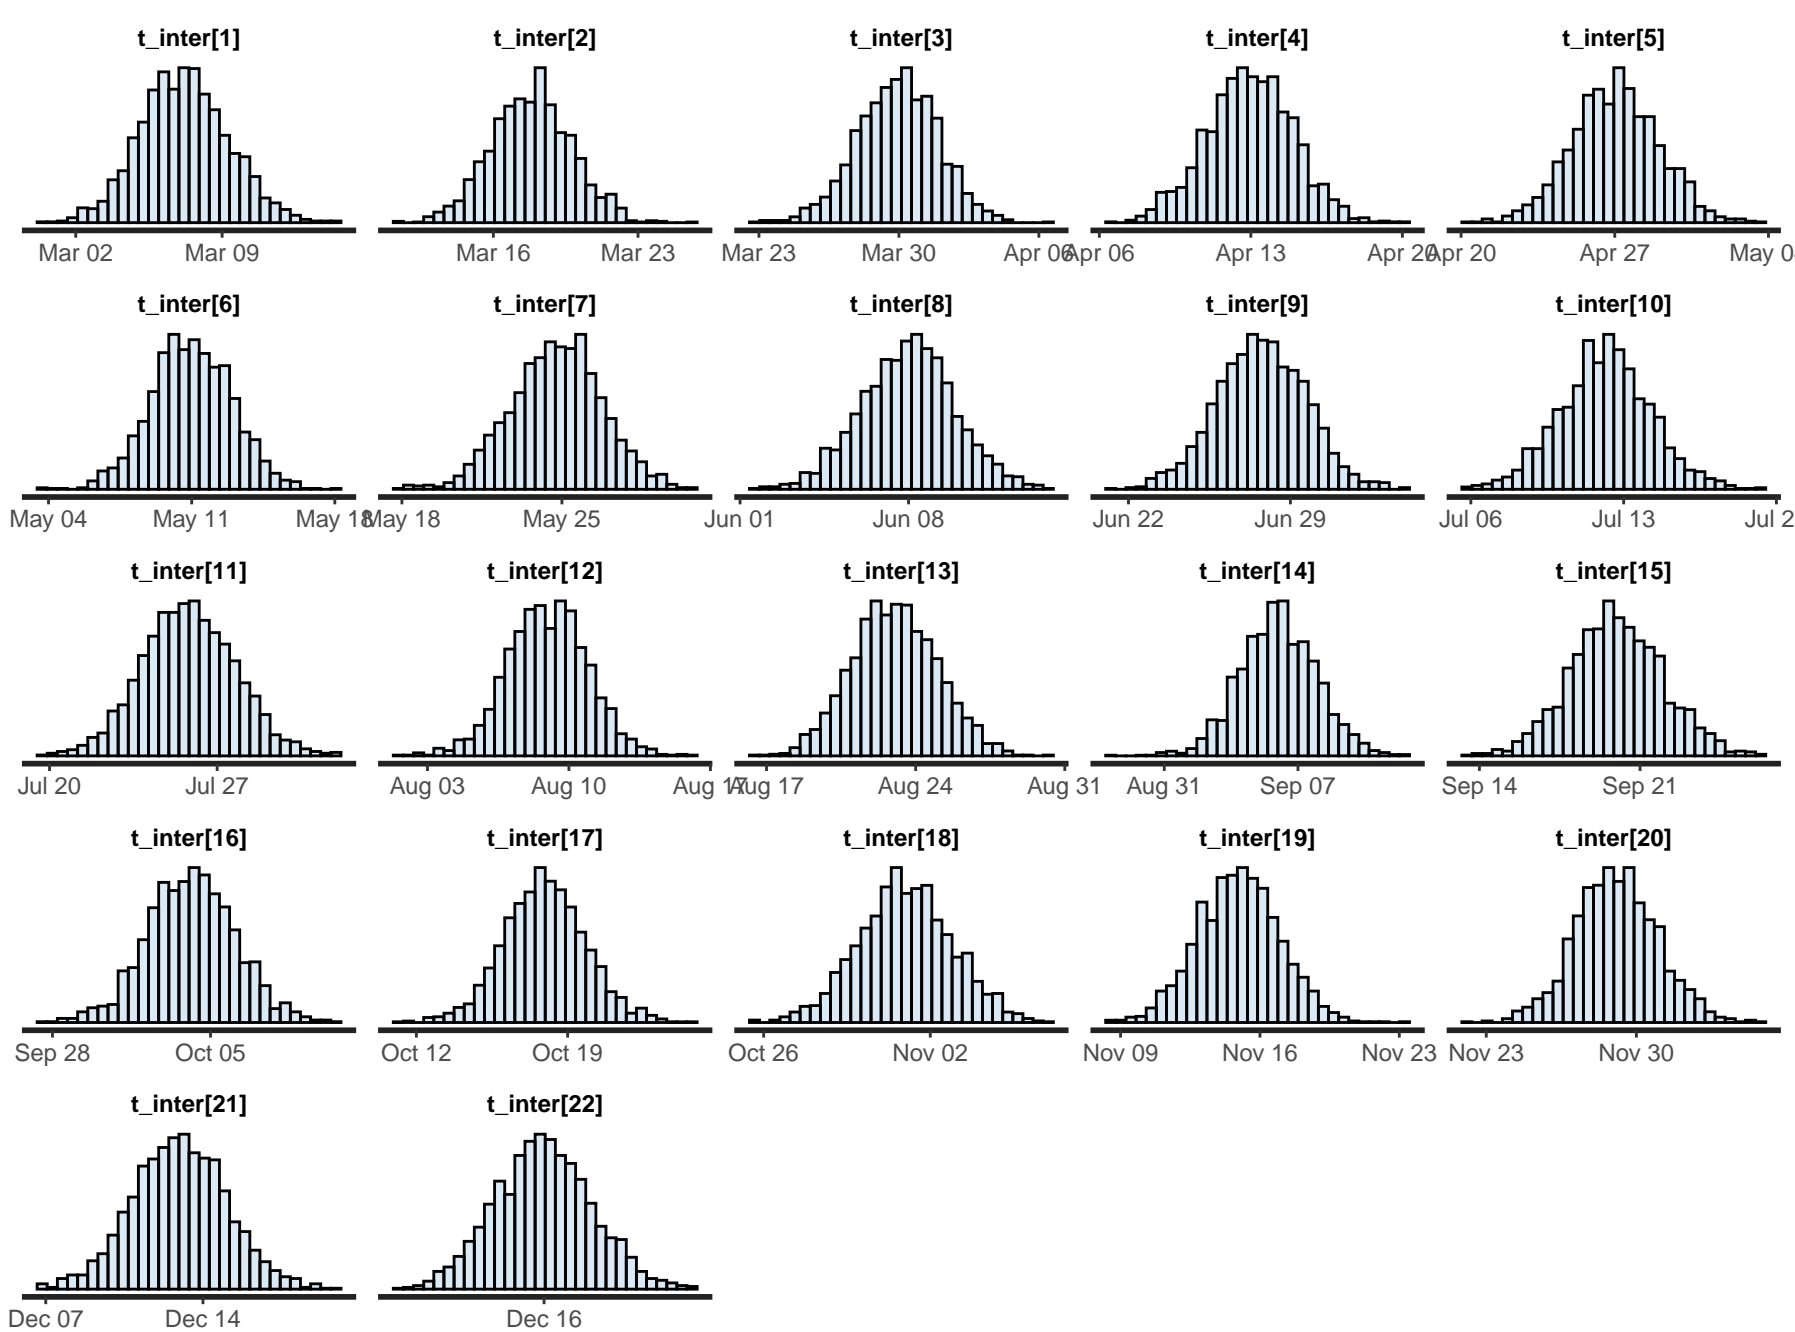 t_inter[1] t_inter[2] t_inter[3] t_inter[4] t_inter[5]
Mar 02 Mar 09 Mar 16 Mar 23 Mar 23 Mar 30 Apr 06 Apr 06 Apr 13 Apr 20 Apr 20 Apr 27 May 0
t_inter[6] t_inter[7] t_inter[8] t_inter[9] t_inter[10]
May 04 May 11 May 18 May 18 May 25 Jun 01 Jun 08 Jun 22 Jun 29 Jul 06 Jul 13 Jul 2
t_inter[11] t_inter[12] t_inter[13] t_inter[14] t_inter[15]
Jul 20 Jul 27 Aug 03 Aug 10 Aug 17 Aug 17 Aug 24 Aug 31 Aug 31 Sep 07 Sep 14 Sep 21
t_inter[16] t_inter[17] t_inter[18] t_inter[19] t_inter[20]
Sep 28 Oct 05 Oct 12 Oct 19 Oct 26 Nov 02 Nov 09 Nov 16 Nov 23 Nov 23 Nov 30
t_inter[21] t_inter[22]
Dec 07 Dec 14 Dec 16